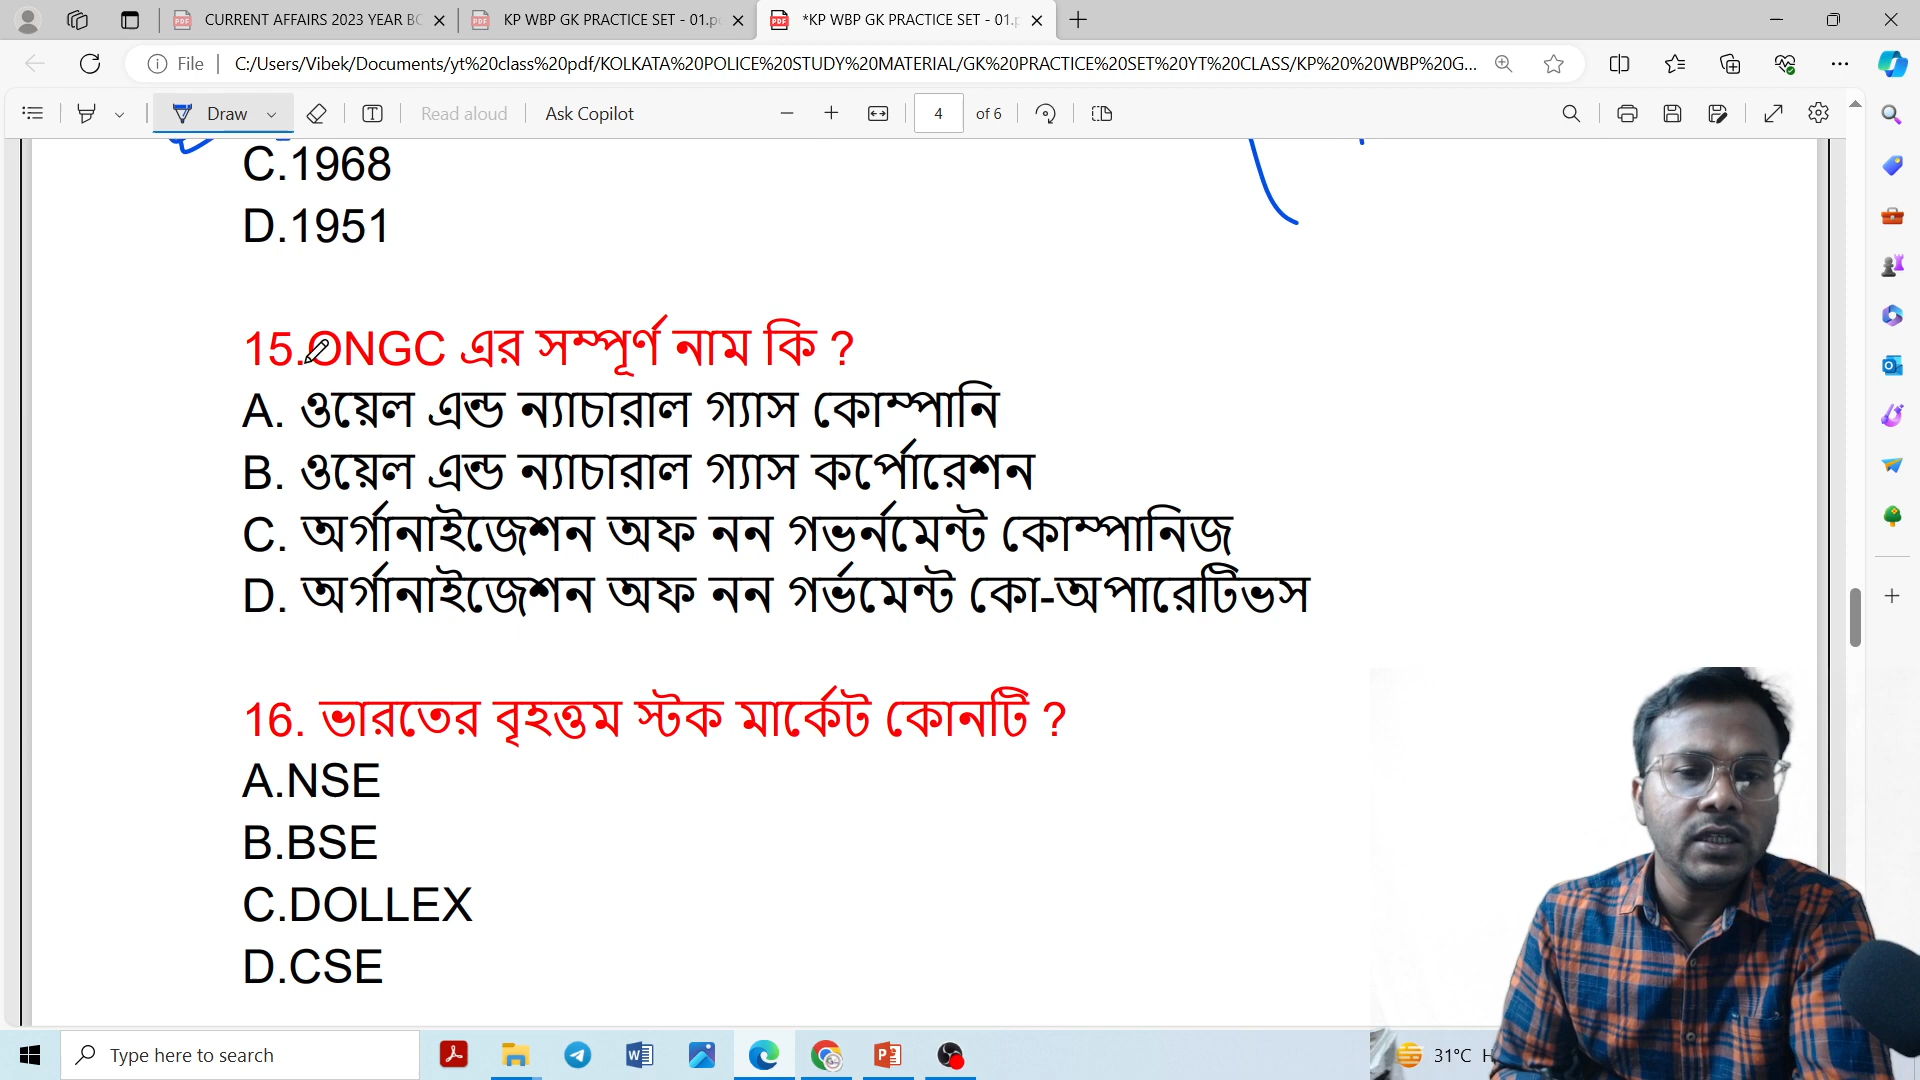 CURRENT AFFAIRS 2023 YEAR BO
KP WBP GK PRACTICE SET - 01.p
*KP WBP GK PRACTICE SET - 01.p
File
C:/Users/Vibek/Documents/yt%20class%20pdf/KOLKATA%20POLICE%20STUDY%20MATERIAL/GK%20PRACTICE%20SET%20YT%20CLASS/KP%20%20WBP%20G...
Draw
Read aloud
Ask Copilot
4 of 6
C.1968
D.1951
15.ONGC এর সম্পূর্ণ নাম কি ?
A. ওয়েল এন্ড ন্যাচারাল গ্যাস কোম্পানি
B. ওয়েল এন্ড ন্যাচারাল গ্যাস কর্পোরেশন
C. অর্গানাইজেশন অফ নন গভর্নমেন্ট কোম্পানিজ
D. অর্গানাইজেশন অফ নন গর্ভমেন্ট কো-অপারেটিভস
16. ভারতের বৃহত্তম স্টক মার্কেট কোনটি ?
A.NSE
B.BSE
C.DOLLEX
D.CSE
Type here to search
31°C H